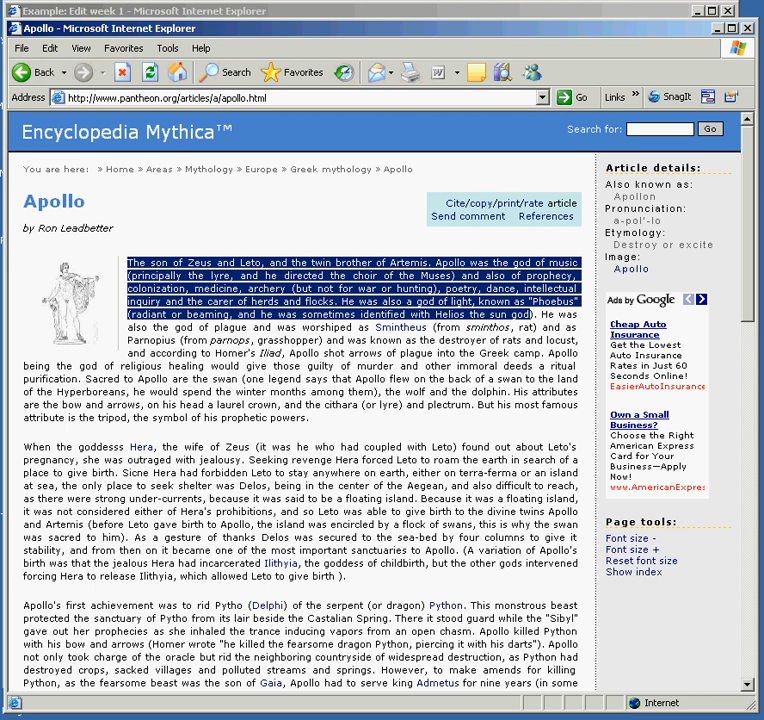 Example: Edit week 1 - Microsoft Internet Explorer
Apollo - Microsoft Internet Explorer
File Edit View Favorites Tools Help
Back Search Favorites
Address http://www.pantheon.org/articles/a/apollo.html Go Links » SnagIt
Encyclopedia Mythica™
Search for: Go
You are here: » Home » Areas » Mythology » Europe » Greek mythology » Apollo
Apollo
by Ron Leadbetter
Cite/copy/print/rate article
Send comment References
The son of Zeus and Leto, and the twin brother of Artemis. Apollo was the god of music
(principally the lyre, and he directed the choir of the Muses) and also of prophecy,
colonization, medicine, archery (but not for war or hunting), poetry, dance, intellectual
inquiry and the carer of herds and flocks. He was also a god of light, known as "Phoebus"
(radiant or beaming, and he was sometimes identified with Helios the sun god). He was
also the god of plague and was worshiped as Smintheus (from sminthos, rat) and as
Parnopius (from parnops, grasshopper) and was known as the destroyer of rats and locust,
and according to Homer's Iliad, Apollo shot arrows of plague into the Greek camp. Apollo
being the god of religious healing would give those guilty of murder and other immoral deeds a ritual
purification. Sacred to Apollo are the swan (one legend says that Apollo flew on the back of a swan to the land
of the Hyperboreans, he would spend the winter months among them), the wolf and the dolphin. His attributes
are the bow and arrows, on his head a laurel crown, and the cithara (or lyre) and plectrum. But his most famous
attribute is the tripod, the symbol of his prophetic powers.
When the goddesss Hera, the wife of Zeus (it was he who had coupled with Leto) found out about Leto's
pregnancy, she was outraged with jealousy. Seeking revenge Hera forced Leto to roam the earth in search of a
place to give birth. Sicne Hera had forbidden Leto to stay anywhere on earth, either on terra-ferma or an island
at sea, the only place to seek shelter was Delos, being in the center of the Aegean, and also difficult to reach,
as there were strong under-currents, because it was said to be a floating island. Because it was a floating island,
it was not considered either of Hera's prohibitions, and so Leto was able to give birth to the divine twins Apollo
and Artemis (before Leto gave birth to Apollo, the island was encircled by a flock of swans, this is why the swan
was sacred to him). As a gesture of thanks Delos was secured to the sea-bed by four columns to give it
stability, and from then on it became one of the most important sanctuaries to Apollo. (A variation of Apollo's
birth was that the jealous Hera had incarcerated Ilithyia, the goddess of childbirth, but the other gods intervened
forcing Hera to release Ilithyia, which allowed Leto to give birth ).
Apollo's first achievement was to rid Pytho (Delphi) of the serpent (or dragon) Python. This monstrous beast
protected the sanctuary of Pytho from its lair beside the Castalian Spring. There it stood guard while the "Sibyl"
gave out her prophecies as she inhaled the trance inducing vapors from an open chasm. Apollo killed Python
with his bow and arrows (Homer wrote "he killed the fearsome dragon Python, piercing it with his darts"). Apollo
not only took charge of the oracle but rid the neighboring countryside of widespread destruction, as Python had
destroyed crops, sacked villages and polluted streams and springs. However, to make amends for killing
Python, as the fearsome beast was the son of Gaia, Apollo had to serve king Admetus for nine years (in some
Article details:
Also known as:
Apollon
Pronunciation:
a-pol'-lo
Etymology:
Destroy or excite
Image:
Apollo
Ads by Google
Cheap Auto
Insurance
Get the Lowest
Auto Insurance
Rates in Just 60
Seconds Online!
EasierAutoInsurance
Own a Small
Business?
Choose the Right
American Express
Card for Your
Business—Apply
Now!
www.AmericanExpres
Page tools:
Font size -
Font size +
Reset font size
Show index
Internet